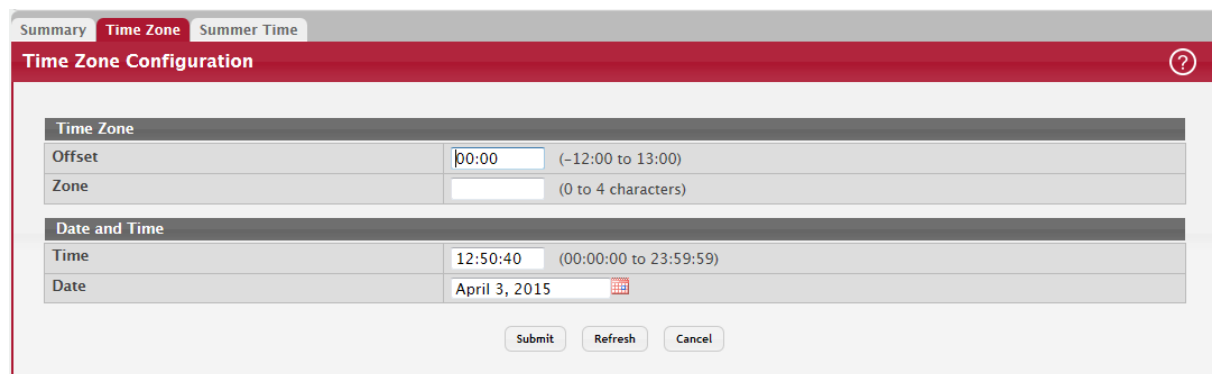 Summary Time Zone Summer Time
Time Zone Configuration ?
Time Zone
Offset 00:00 (-12:00 to 13:00)
Zone (0 to 4 characters)
Date and Time
Time 12:50:40 (00:00:00 to 23:59:59)
Date April 3, 2015
Submit Refresh Cancel